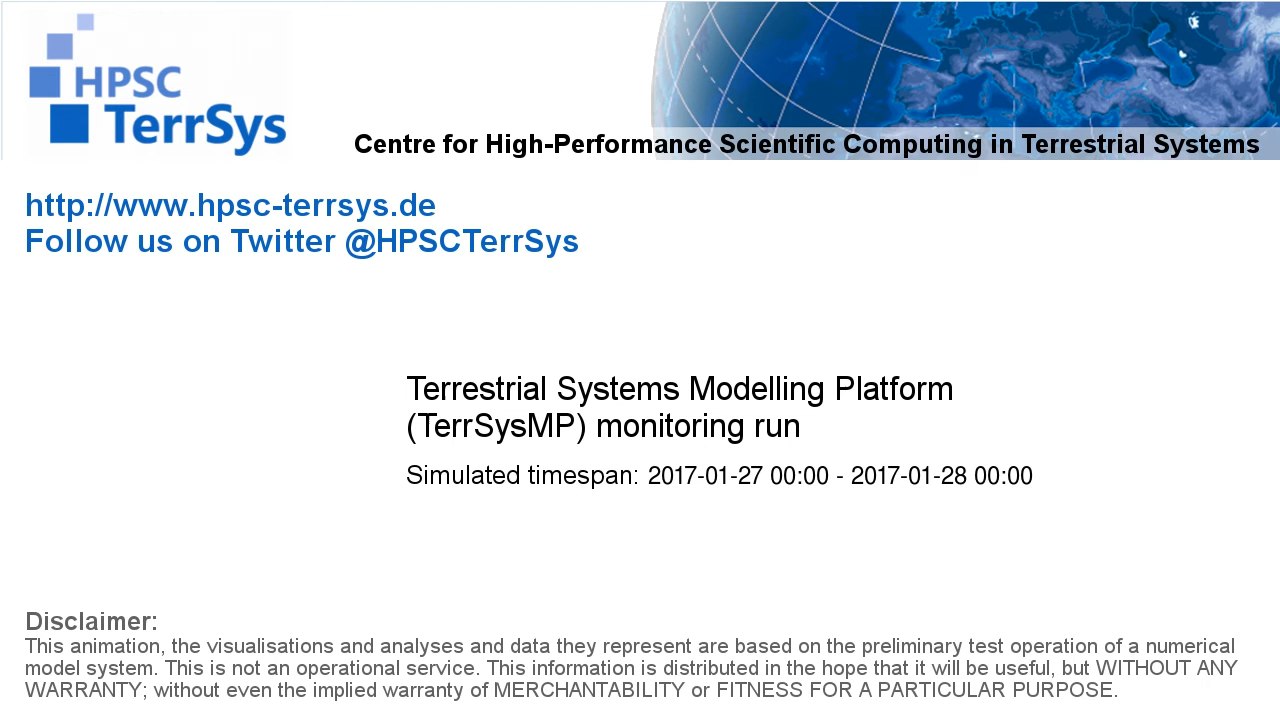 HPSC
TerrSys
Centre for High-Performance Scientific Computing in Terrestrial Systems
http://www.hpsc-terrsys.de
Follow us on Twitter @HPSCTerrSys
Terrestrial Systems Modelling Platform
(TerrSysMP) monitoring run
Simulated timespan: 2017-01-27 00:00 - 2017-01-28 00:00
Disclaimer:
This animation, the visualisations and analyses and data they represent are based on the preliminary test operation of a numerical
model system. This is not an operational service. This information is distributed in the hope that it will be useful, but WITHOUT ANY
WARRANTY; without even the implied warranty of MERCHANTABILITY or FITNESS FOR A PARTICULAR PURPOSE.